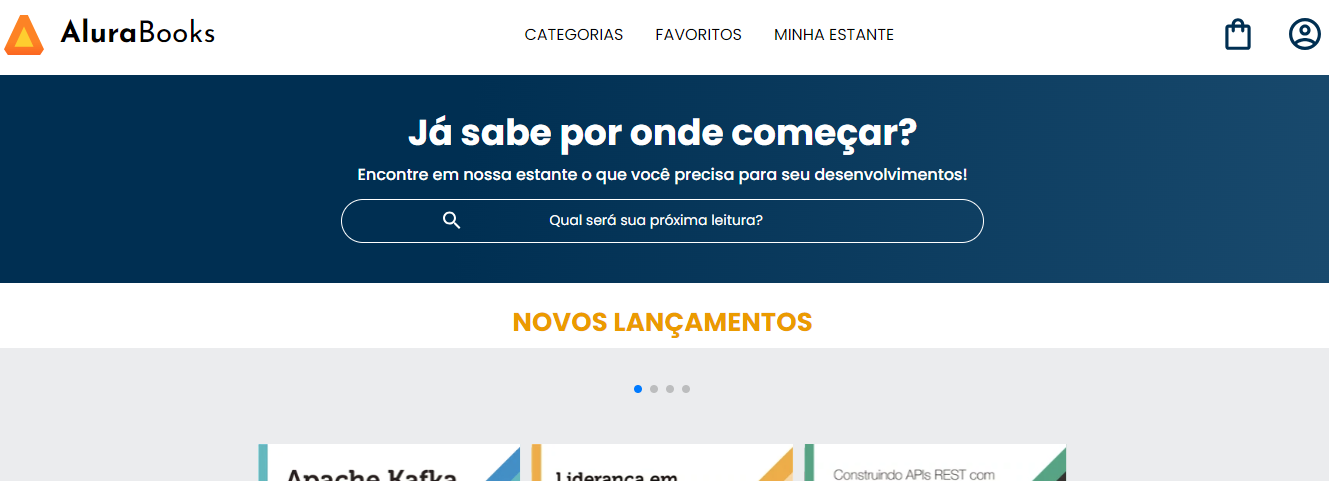 AluraBooks
CATEGORIAS FAVORITOS MINHA ESTANTE
Já sabe por onde começar?
Encontre em nossa estante o que você precisa para seu desenvolvimentos!
Qual será sua próxima leitura?
NOVOS LANÇAMENTOS
Apache Kafka
Liderança em
Construindo APIs REST com